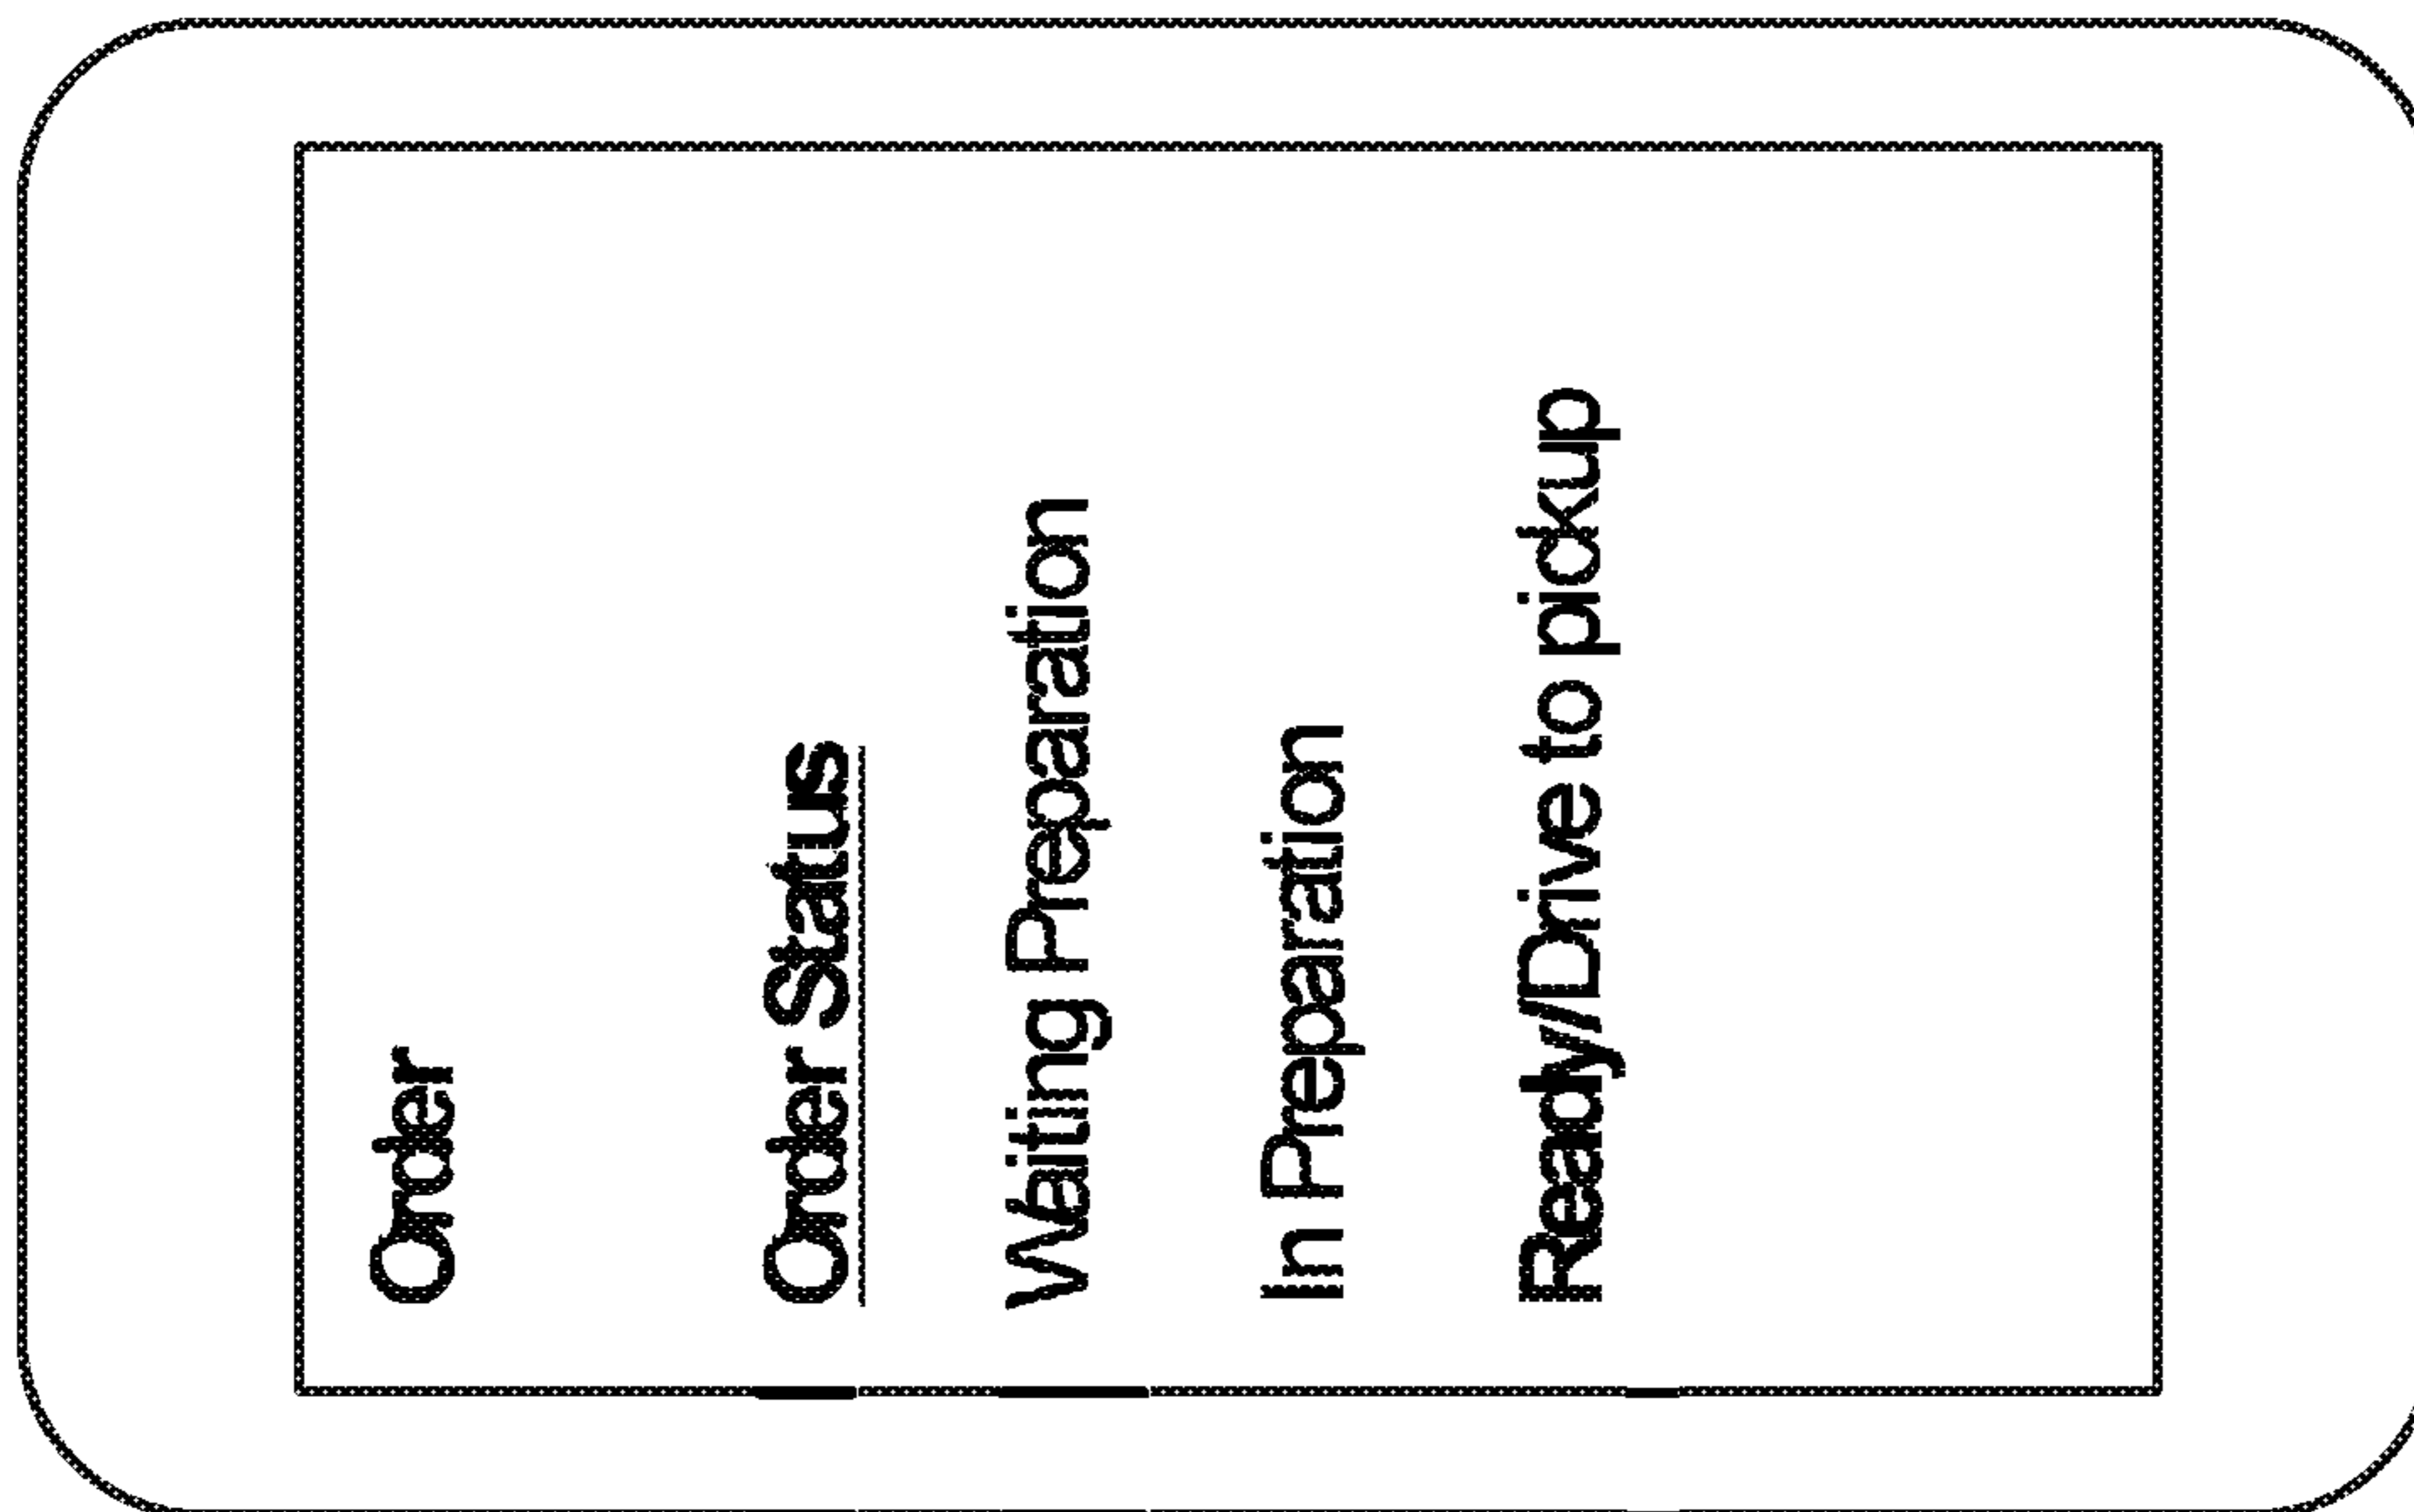 Order
Order Status
Waiting Preparation
In Preparation
Ready/Drive to pickup